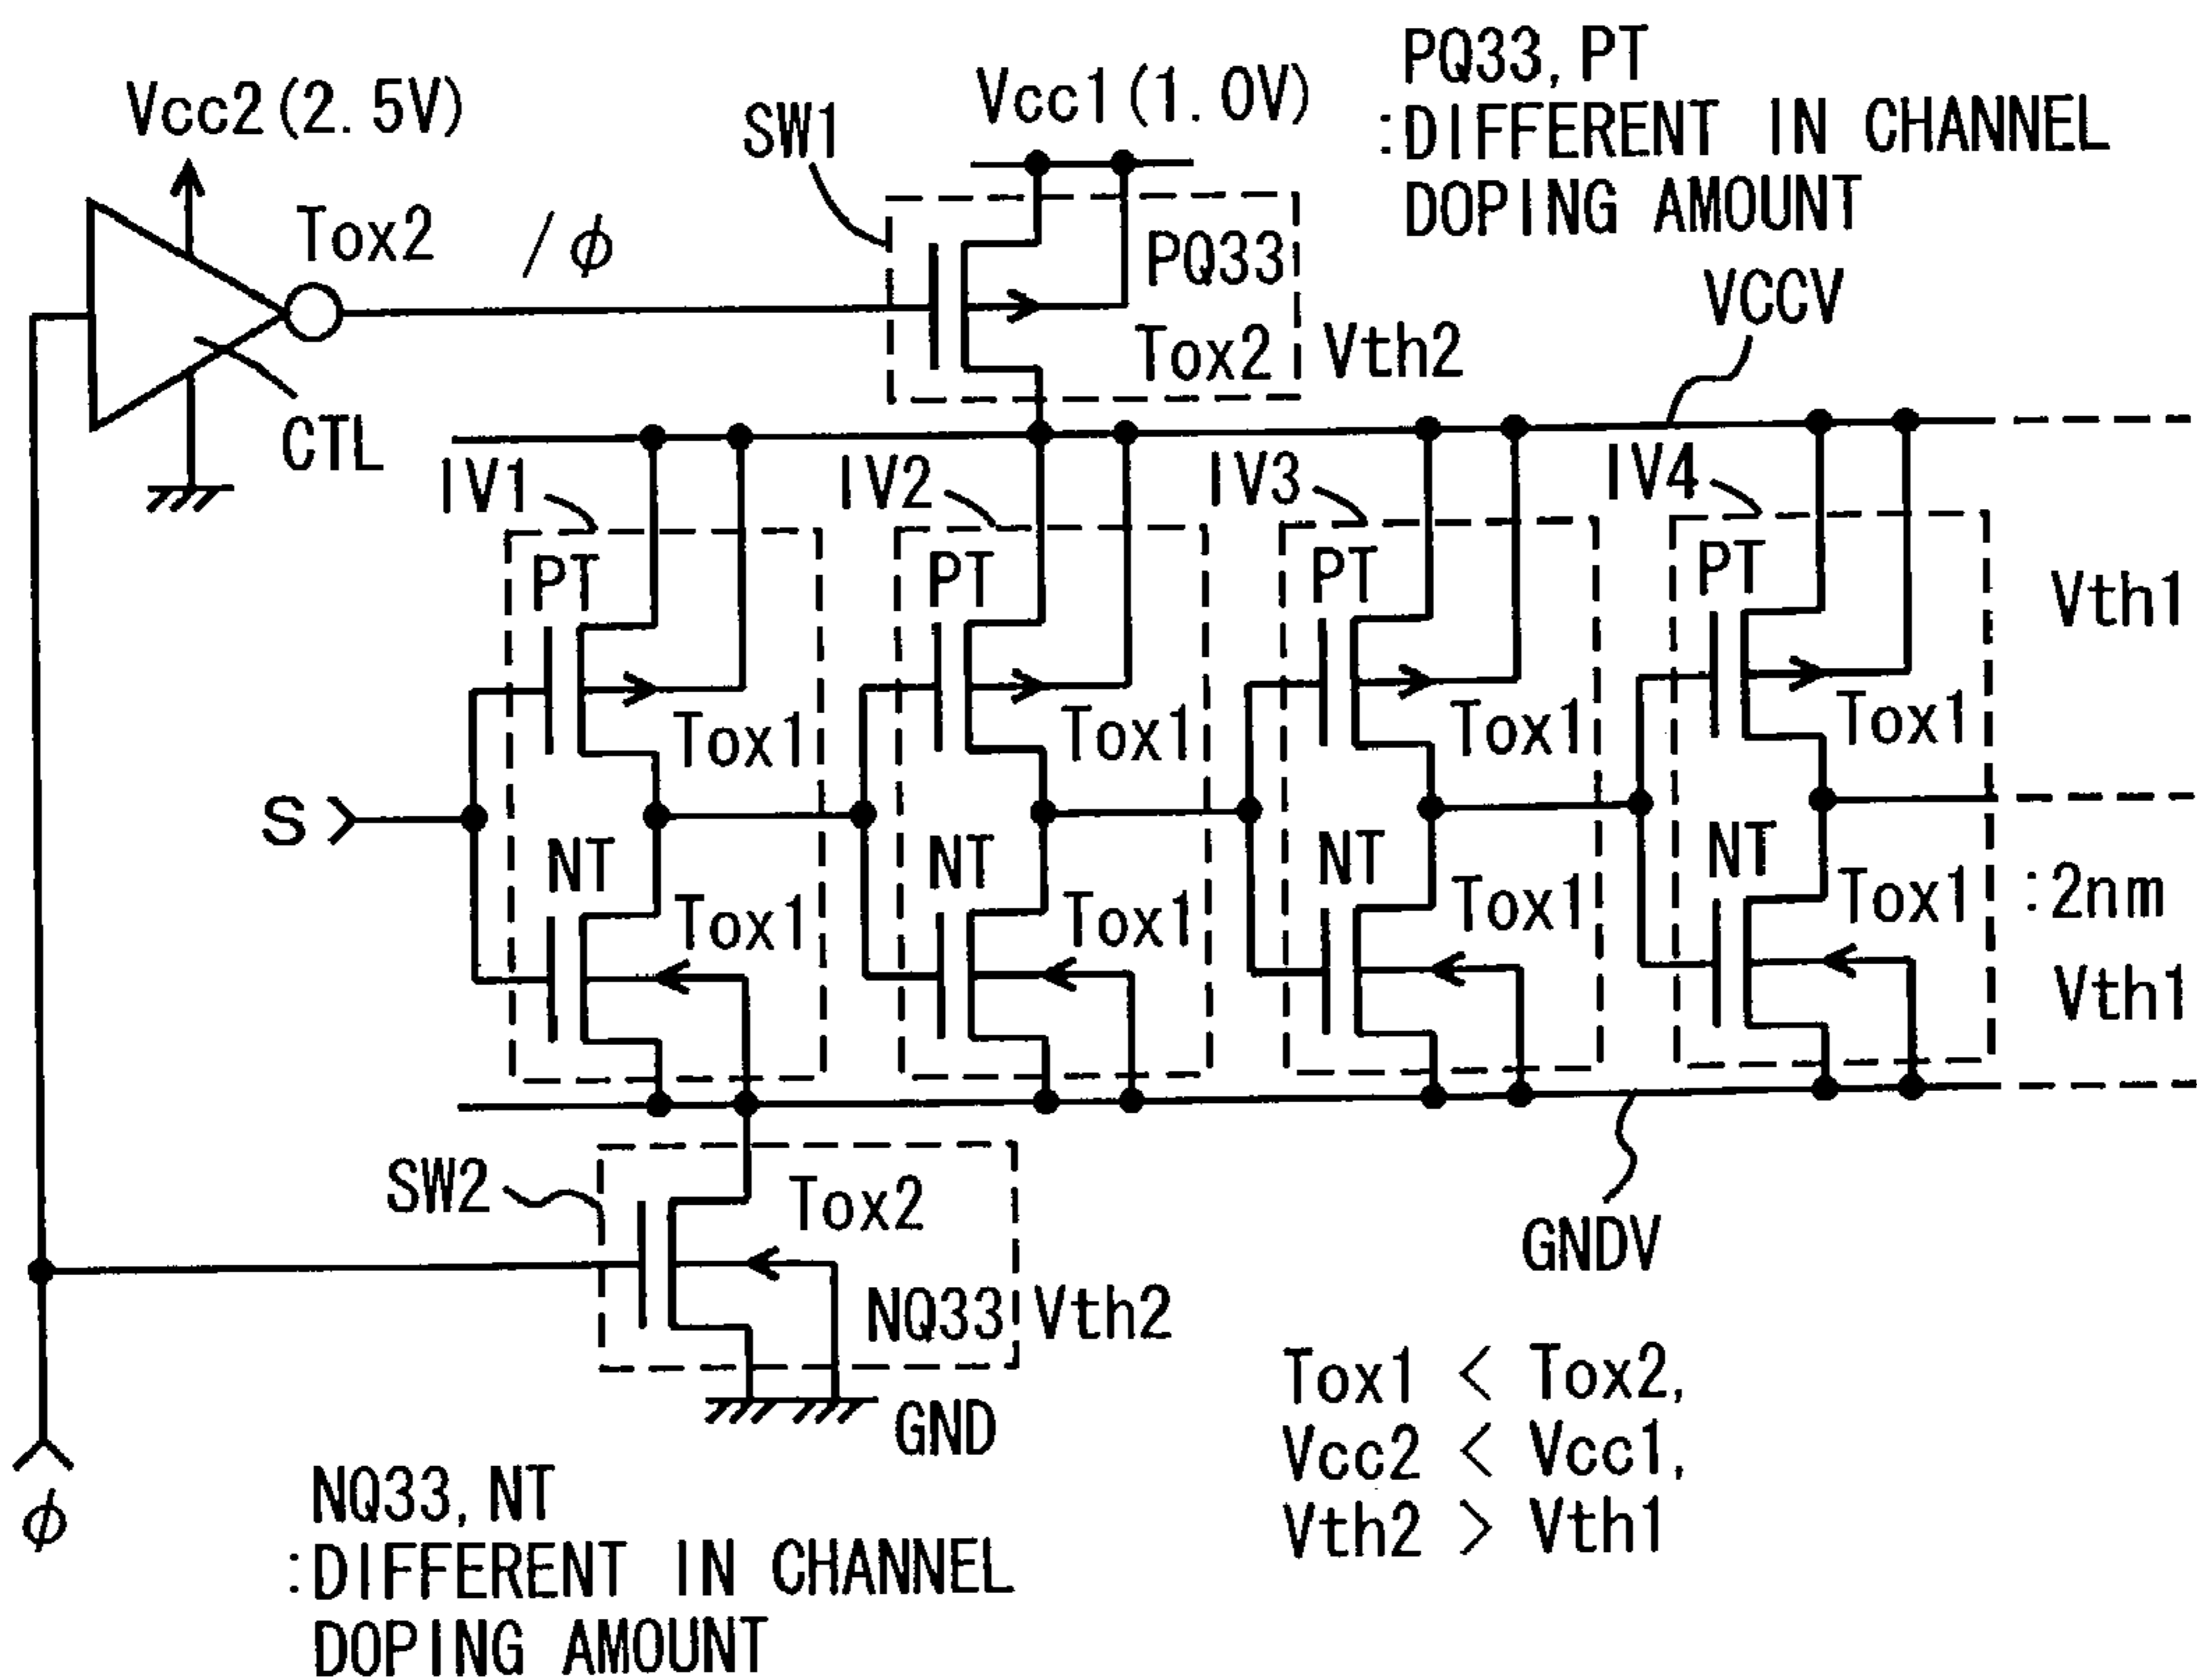 PQ33, PT
:DIFFERENT IN CHANNEL
DOPING AMOUNT
Vcc2(2.5V)
SW1
Vcc1(1.0V)
Tox2
/φ
PQ33
Tox2
Vth2
VCCV
CTL
IV1
IV2
IV3
IV4
PT
PT
PT
PT
Vth1
Tox1
Tox1
Tox1
Tox1
S
NT
NT
NT
NT
Tox1
Tox1
Tox1
Tox1
:2nm
Vth1
SW2
Tox2
NQ33
Vth2
GNDV
GND
Tox1 < Tox2,
Vcc2 < Vcc1,
Vth2 > Vth1
φ
NQ33, NT
:DIFFERENT IN CHANNEL
DOPING AMOUNT